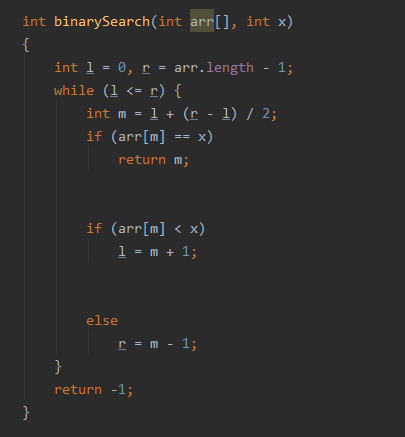 int binarySearch(int arr[], int x)
{
    int l = 0, r = arr.length - 1;
    while (l <= r) {
        int m = l + (r - l) / 2;
        if (arr[m] == x)
            return m;
        if (arr[m] < x)
            l = m + 1;
        else
            r = m - 1;
    }
    return -1;
}